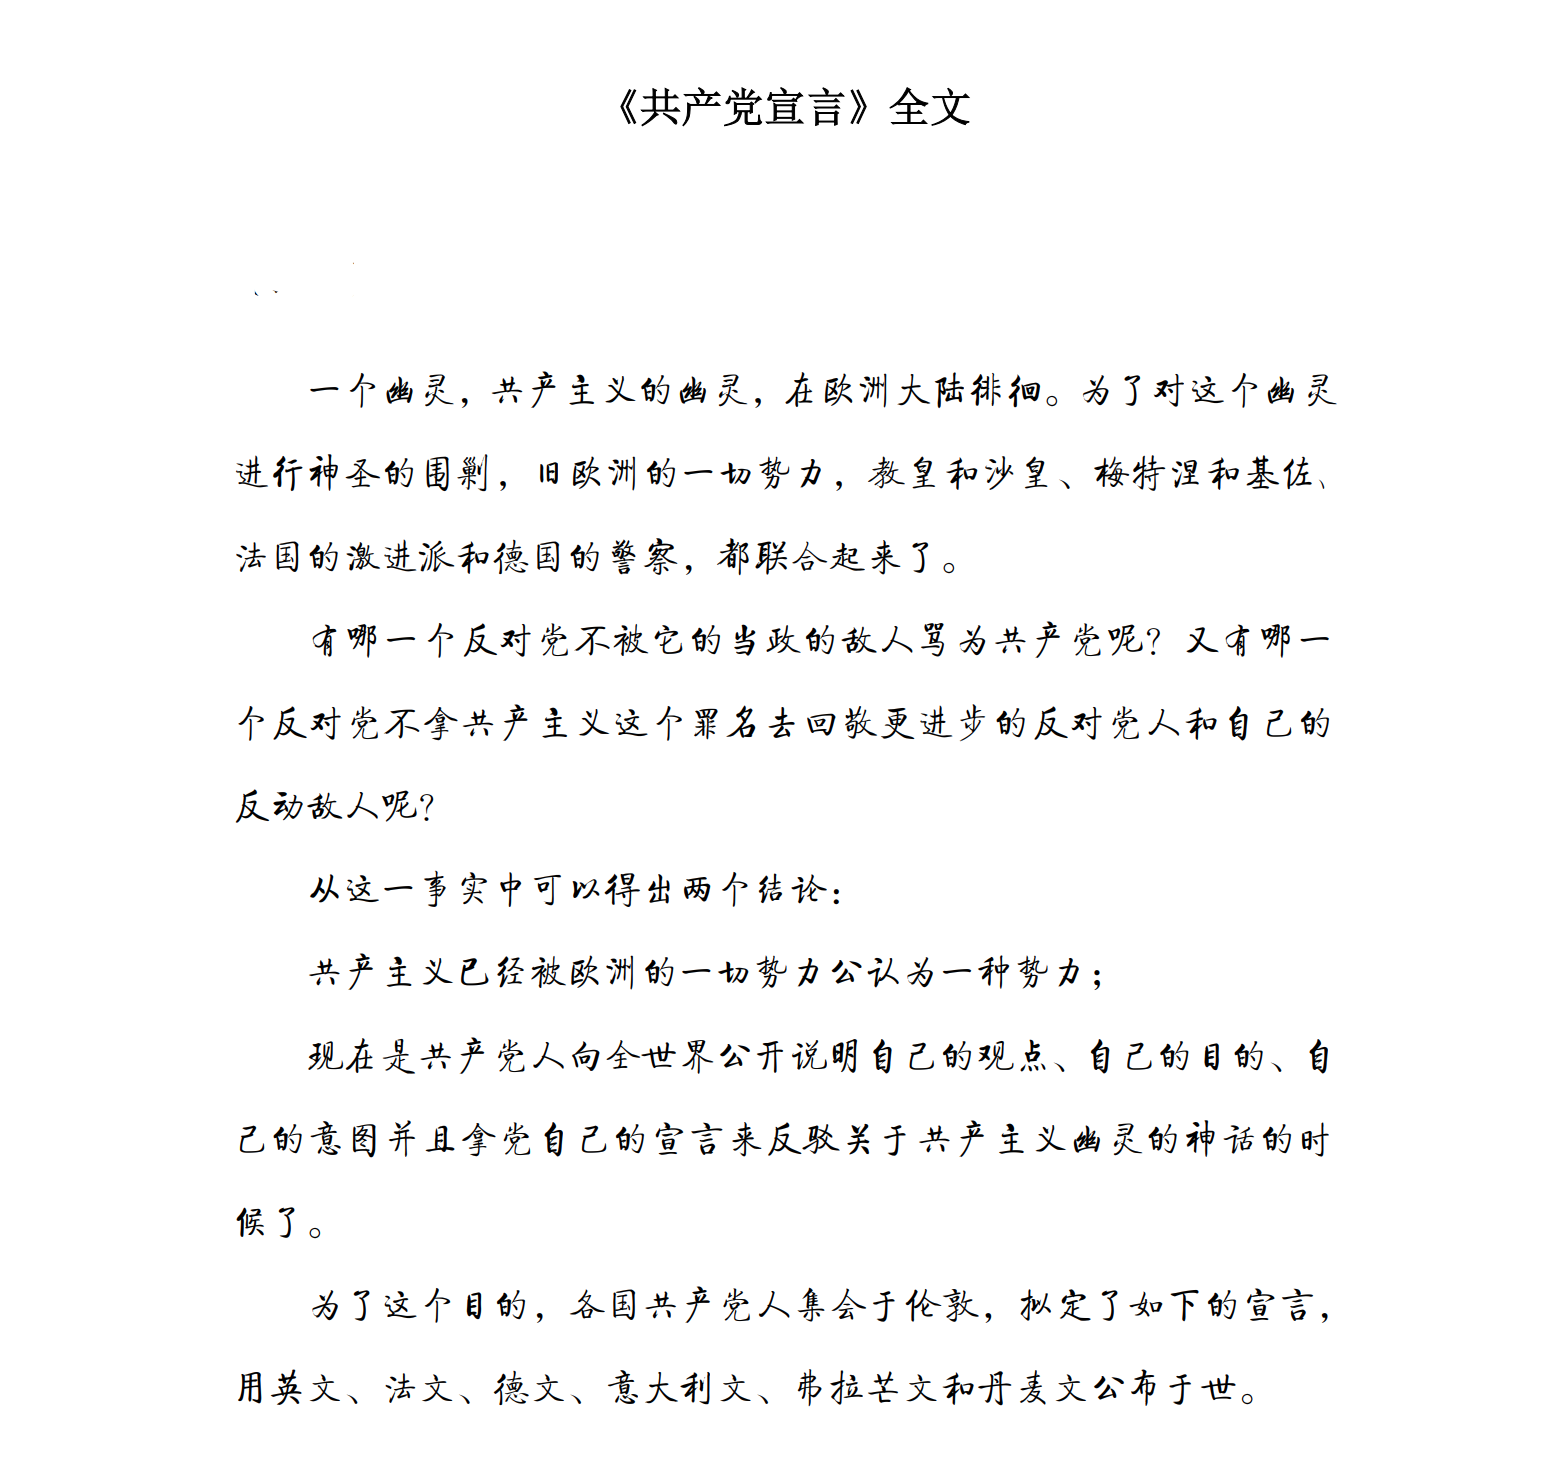 《共产党宣言》全文
一个幽灵，共产主义的幽灵，在欧洲大陆徘徊。为了对这个幽灵
进行神圣的围剿，旧欧洲的一切势力，教皇和沙皇、梅特涅和基佐、
法国的激进派和德国的警察，都联合起来了。
有哪一个反对党不被它的当政的敌人骂为共产党呢？又有哪一
个反对党不拿共产主义这个罪名去回敬更进步的反对党人和自己的
反动敌人呢？
从这一事实中可以得出两个结论：
共产主义已经被欧洲的一切势力公认为一种势力；
现在是共产党人向全世界公开说明自己的观点、自己的目的、自
己的意图并且拿党自己的宣言来反驳关于共产主义幽灵的神话的时
候了。
为了这个目的，各国共产党人集会于伦敦，拟定了如下的宣言，
用英文、法文、德文、意大利文、弗拉芒文和丹麦文公布于世。